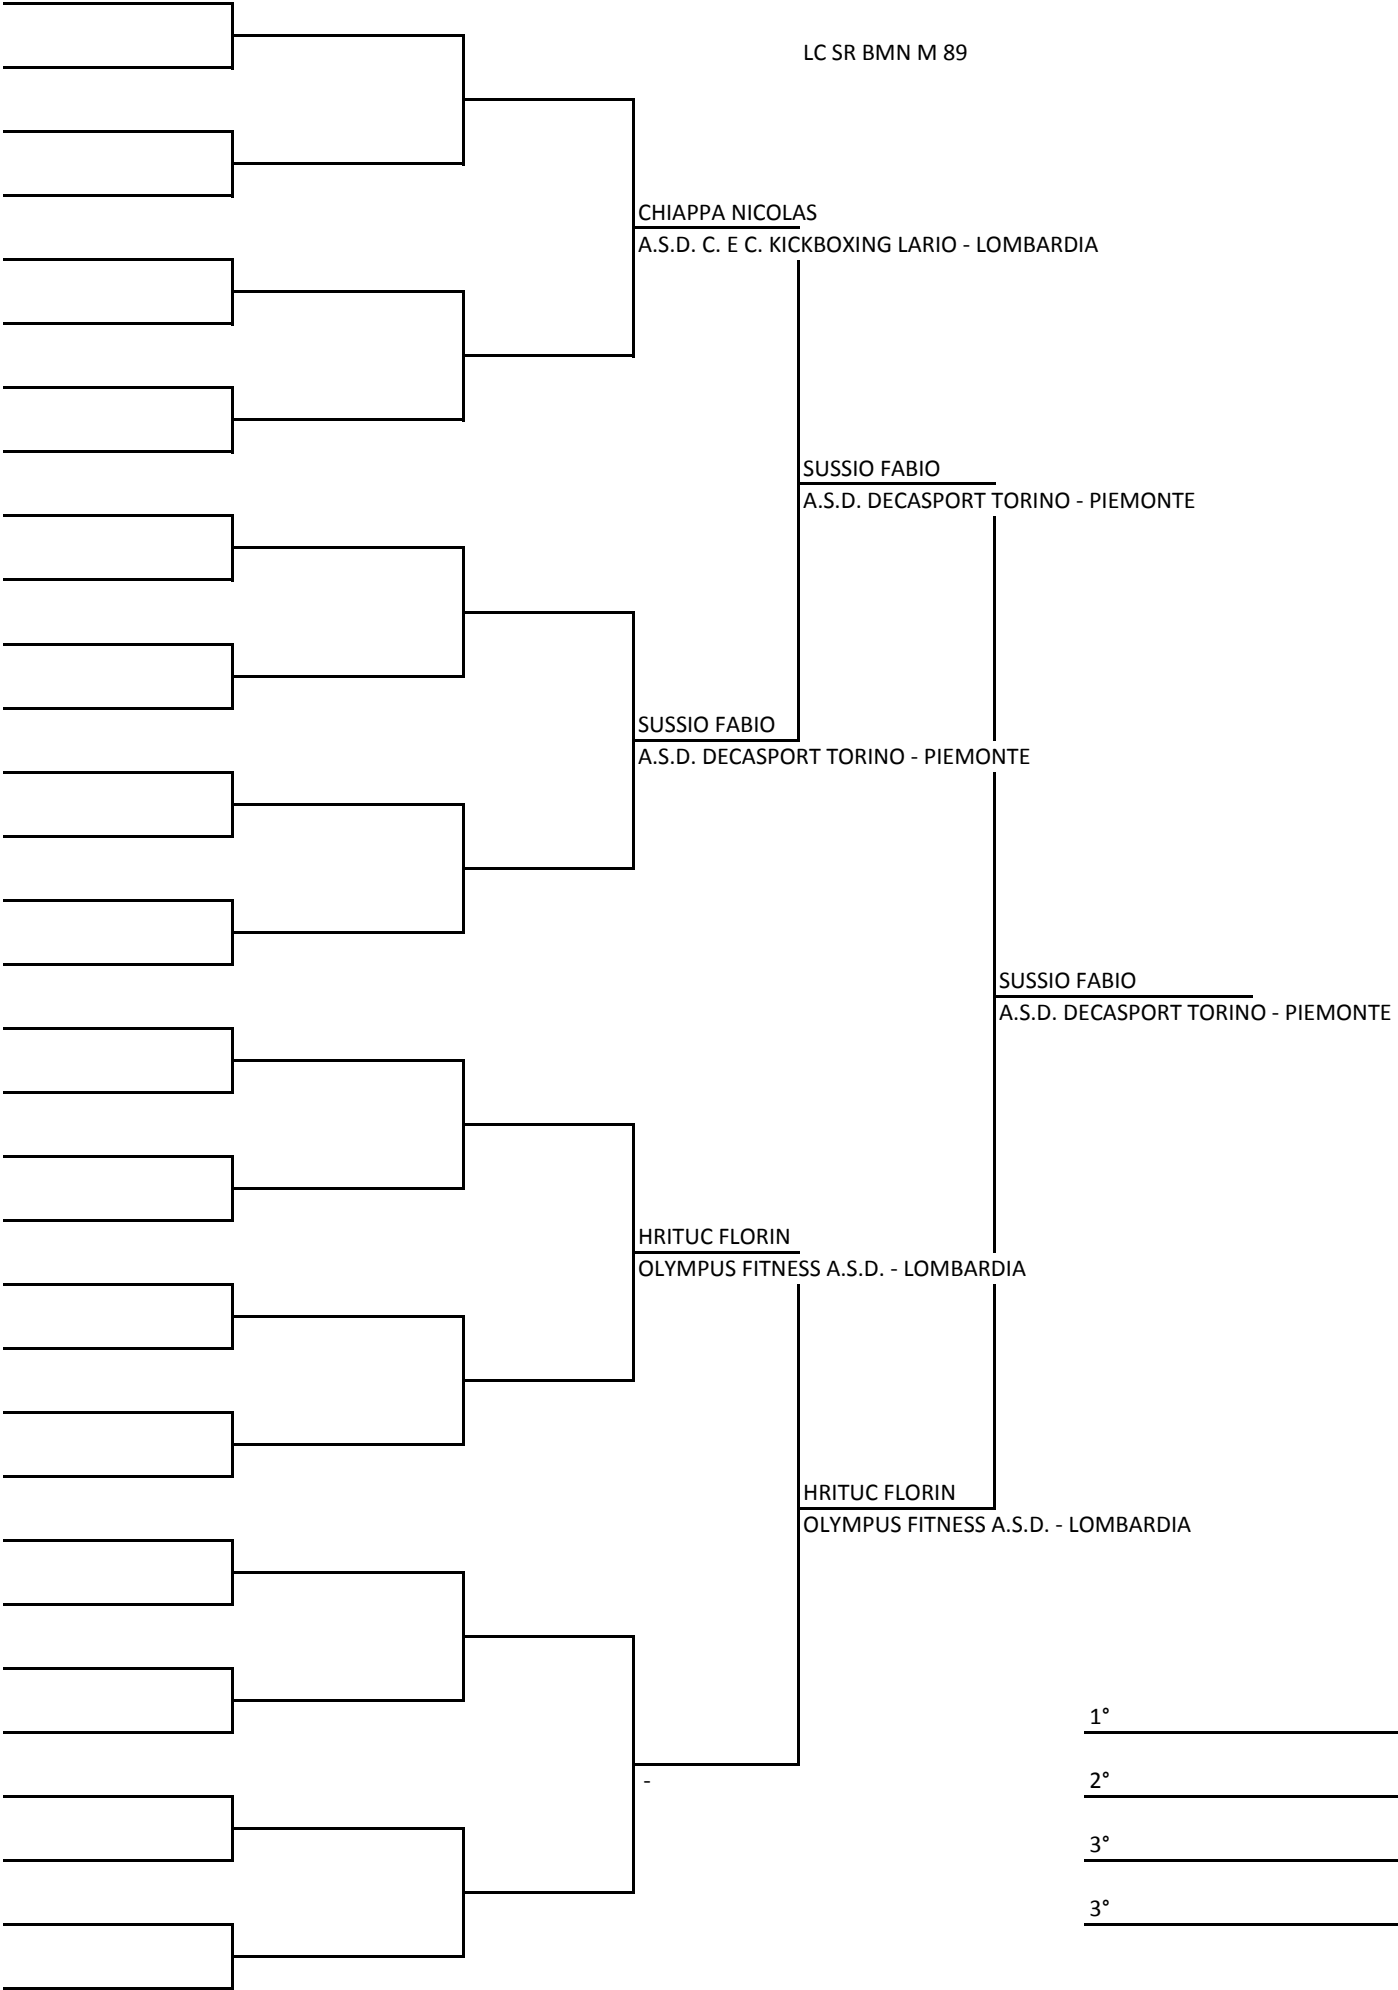 LC SR BMN M 89
CHIAPPA NICOLAS
A.S.D. C. E C. KICKBOXING LARIO - LOMBARDIA
SUSSIO FABIO
A.S.D. DECASPORT TORINO - PIEMONTE
SUSSIO FABIO
A.S.D. DECASPORT TORINO - PIEMONTE
SUSSIO FABIO
A.S.D. DECASPORT TORINO - PIEMONTE
HRITUC FLORIN
OLYMPUS FITNESS A.S.D. - LOMBARDIA
HRITUC FLORIN
OLYMPUS FITNESS A.S.D. - LOMBARDIA
1°
-
2°
3°
3°